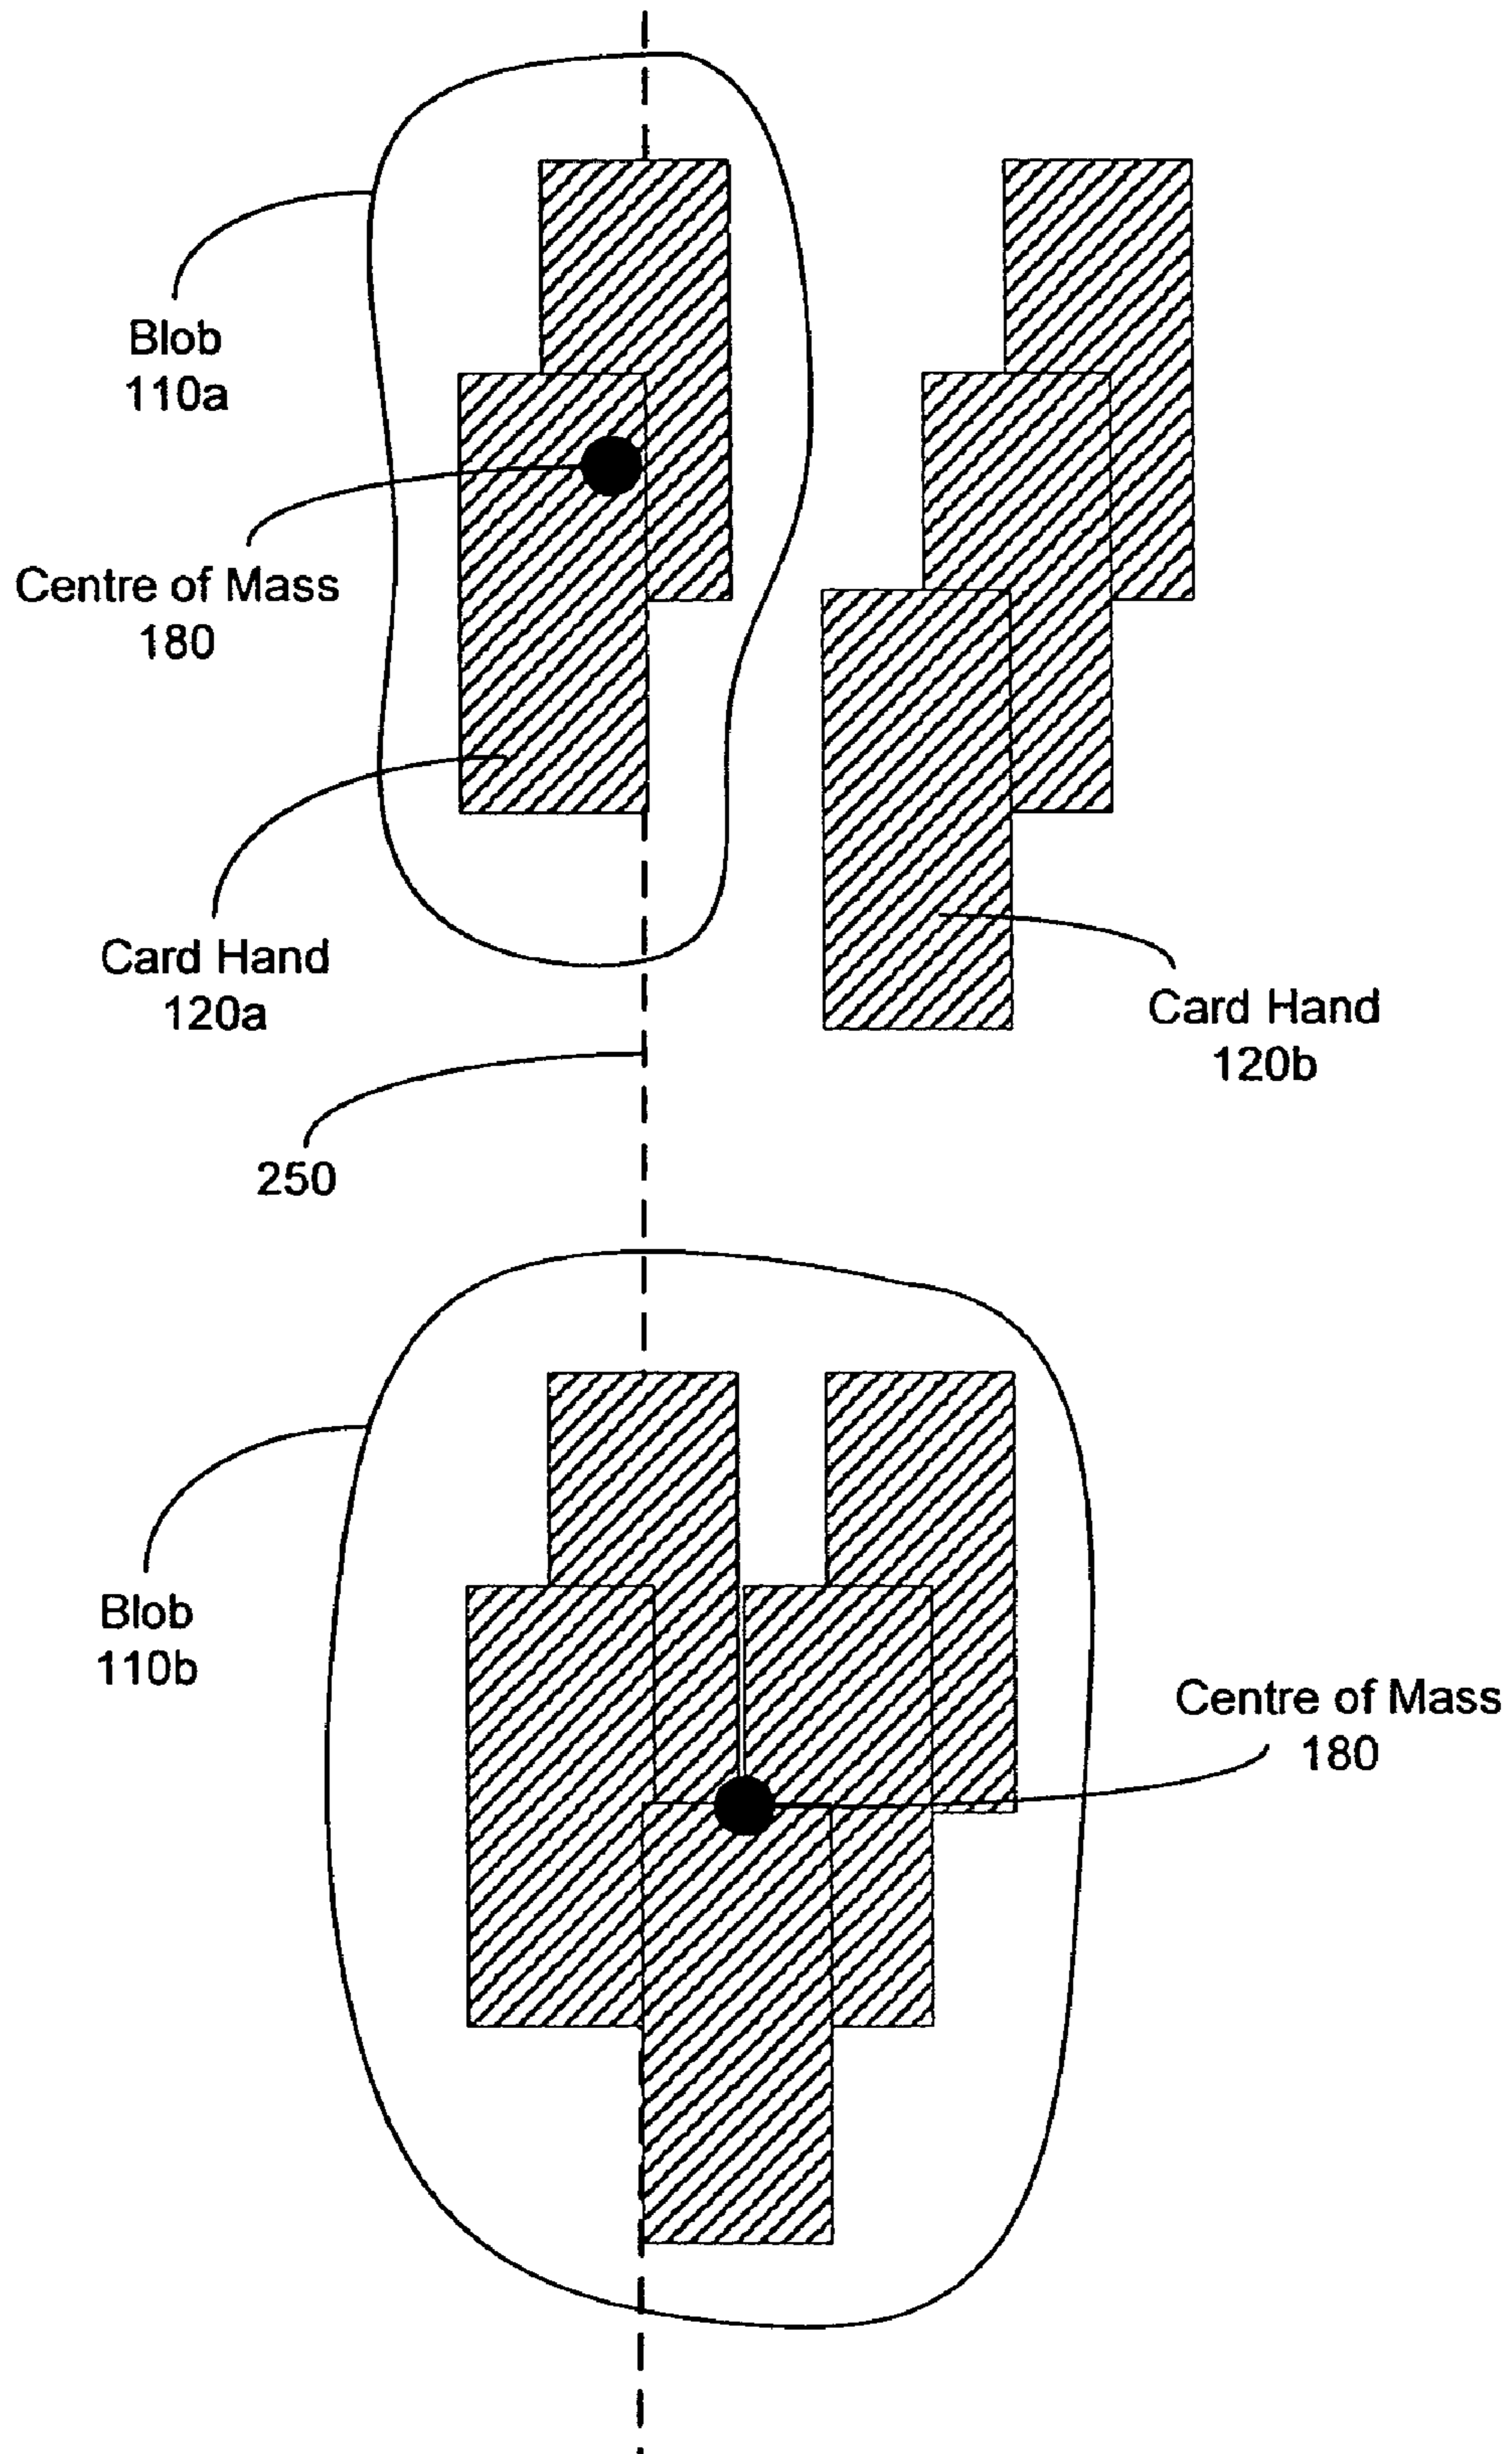 Blob
110a
Centre of Mass
180
Card Hand
120a
Card Hand
120b
250
Blob
110b
Centre of Mass
180